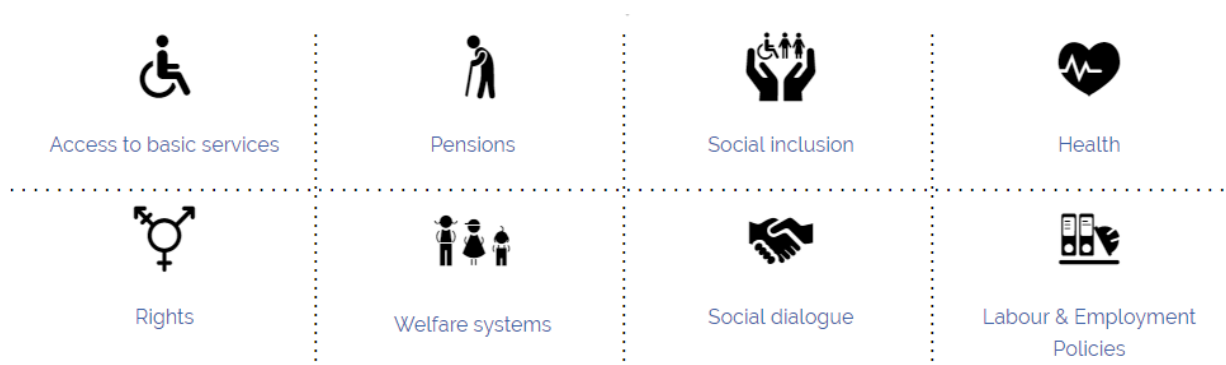 Access to basic services
Pensions
Social inclusion
Health
Rights
Welfare systems
Social dialogue
Labour & Employment
Policies